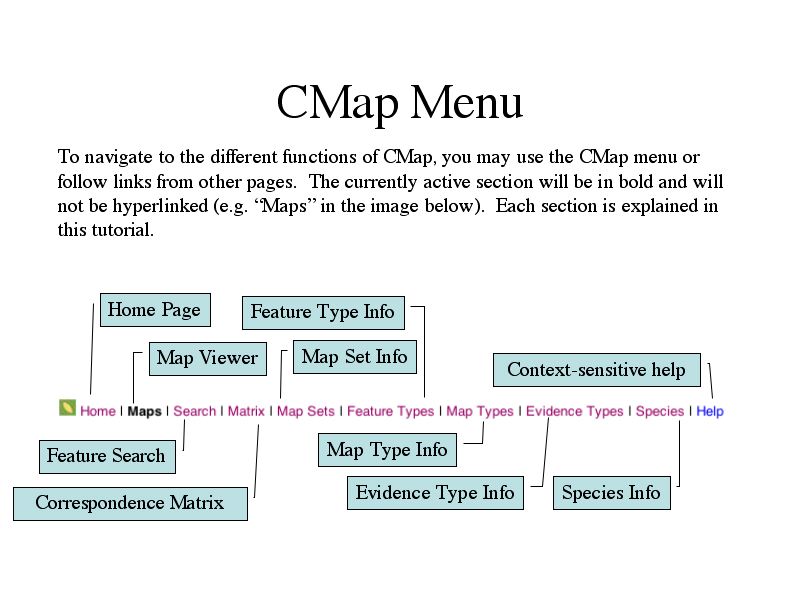 CMap Menu
To navigate to the different functions of CMap, you may use the CMap menu or
follow links from other pages.  The currently active section will be in bold and will
not be hyperlinked (e.g. “Maps” in the image below).  Each section is explained in
this tutorial.
Home Page
Feature Type Info
Map Viewer
Map Set Info
Context-sensitive help
Home | Maps | Search | Matrix | Map Sets | Feature Types | Map Types | Evidence Types | Species | Help
Feature Search
Map Type Info
Correspondence Matrix
Evidence Type Info
Species Info